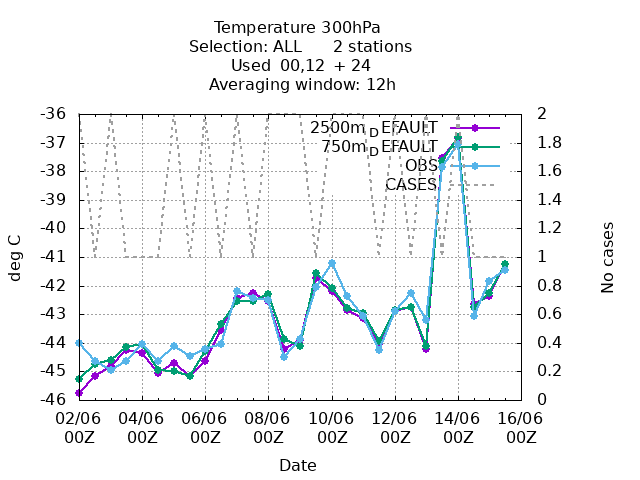 Temperature 300hPa
Selection: ALL 2 stations
Used 00,12 + 24
Averaging window: 12h
-36
-37
-38
-39
-40
-41
-42
-43
-44
-45
-46
2
1.8
1.6
1.4
1.2
1
0.8
0.6
0.4
0.2
0
2500m_DEFAULT
750m_DEFAULT
OBS
CASES
deg C
No cases
02/06 04/06 06/06 08/06 10/06 12/06 14/06 16/06
00Z 00Z 00Z 00Z 00Z 00Z 00Z 00Z
Date